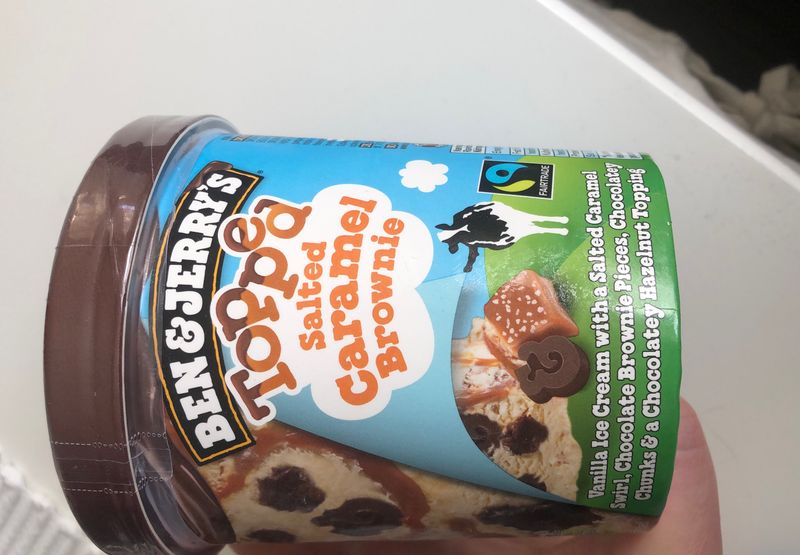 BEN & JERRY'S
TOPPED
Salted
Caramel
Brownie
FAIRTRADE
Vanilla Ice Cream with a Salted Caramel
Swirl, Chocolate Brownie Pieces, Chocolatey
Chunks & a Chocolatey Hazelnut Topping